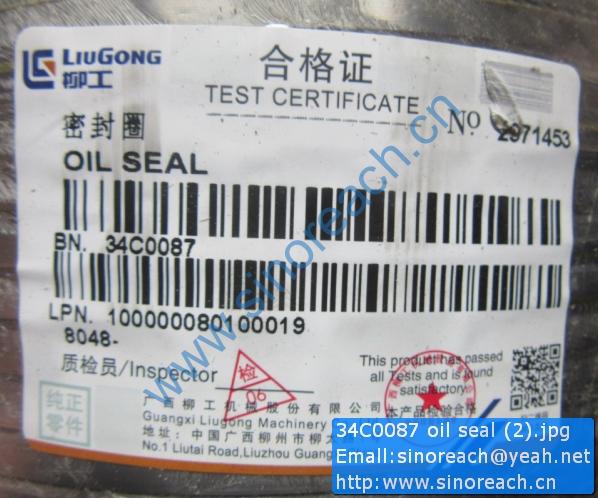 LIUGONG
柳工
合格证
TEST CERTIFICATE
No 2971453
密封圈
OIL SEAL
BN. 34C0087
LPN. 100000080100019
8048-
质检员/Inspector
检
06
This product has passed
all Tests and is found
satisfactory
本产品检验合格
纯正
零件
广西柳工机械股份有限公司
Guangxi Liugong Machinery
地址: 中国广西柳州市柳太
No.1 Liutai Road,Liuzhou Guang
www.sinoreach.cn
34C0087 oil seal (2).jpg
Email:sinoreach@yeah.net
http:www.sinoreach.cn